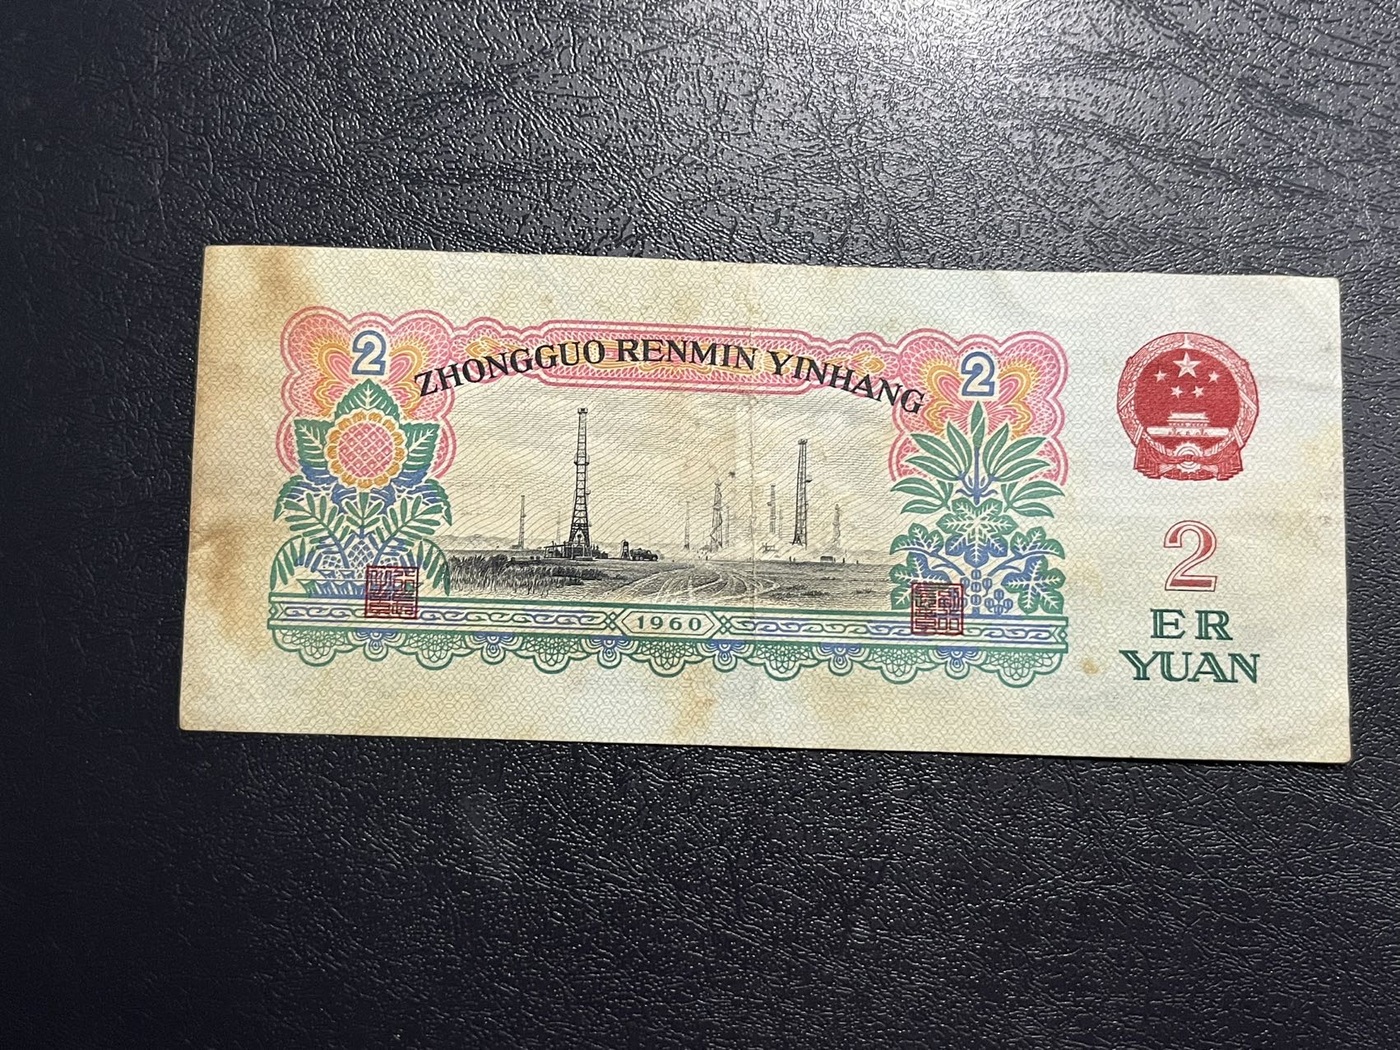 2
2
ZHONGGUO RENMIN YINHANG
1960
2
ER
YUAN